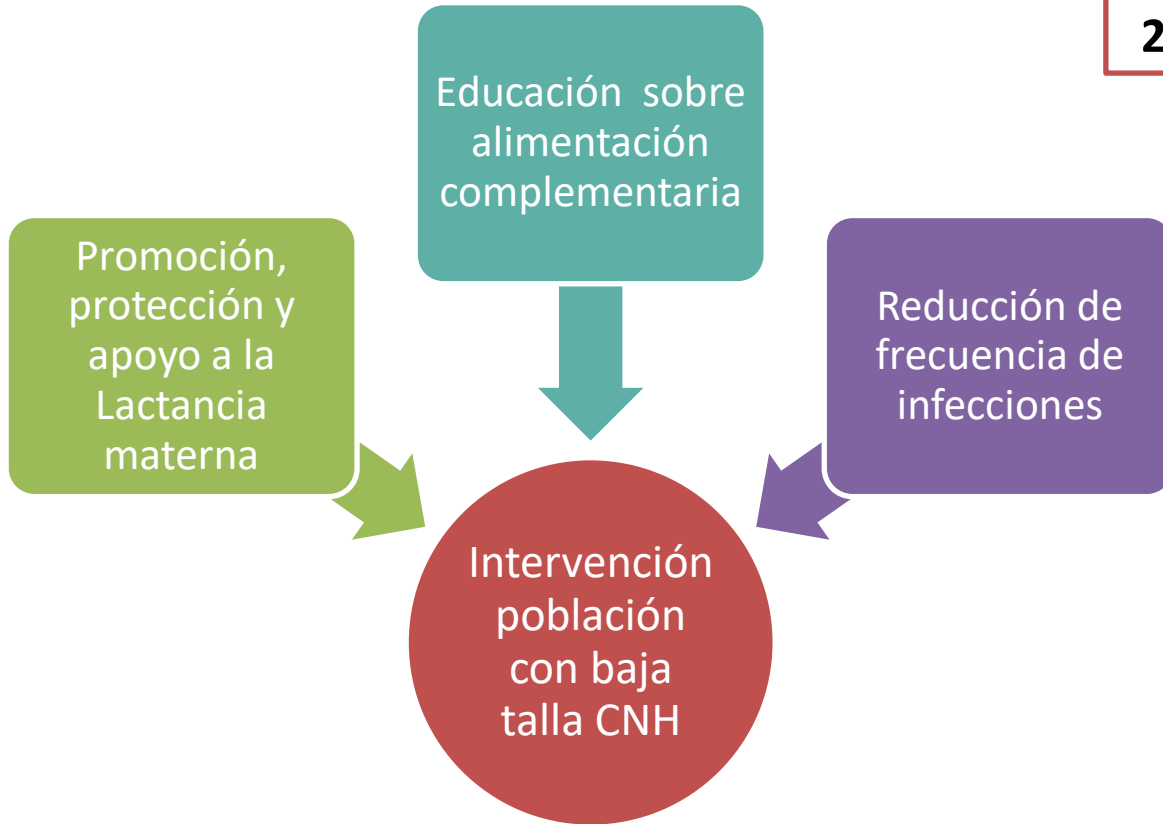 2
Educación sobre
alimentación
complementaria
Promoción,
protección y
apoyo a la
Lactancia
materna
Reducción de
frecuencia de
infecciones
Intervención
población
con baja
talla CNH